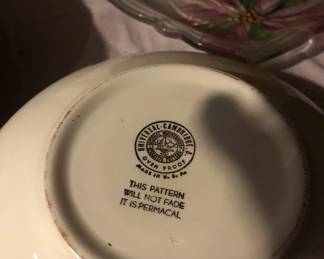 UNIVERSAL-CAMBRIDGE, O.
OVEN PROOF
MADE IN U. S. A.
THIS PATTERN
WILL NOT FADE
IT IS PERMACAL